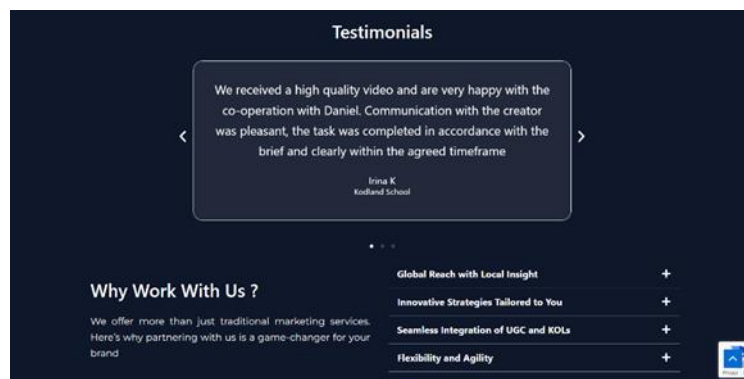 Testimonials
We received a high quality video and are very happy with the
co-operation with Daniel. Communication with the creator
was pleasant, the task was completed in accordance with the
brief and clearly within the agreed timeframe
Irina K
Kodland School
Why Work With Us ?
We offer more than just traditional marketing services.
Here's why partnering with us is a game-changer for your
brand
Global Reach with Local Insight
Innovative Strategies Tailored to You
Seamless Integration of UGC and KOLs
Flexibility and Agility
Privacy